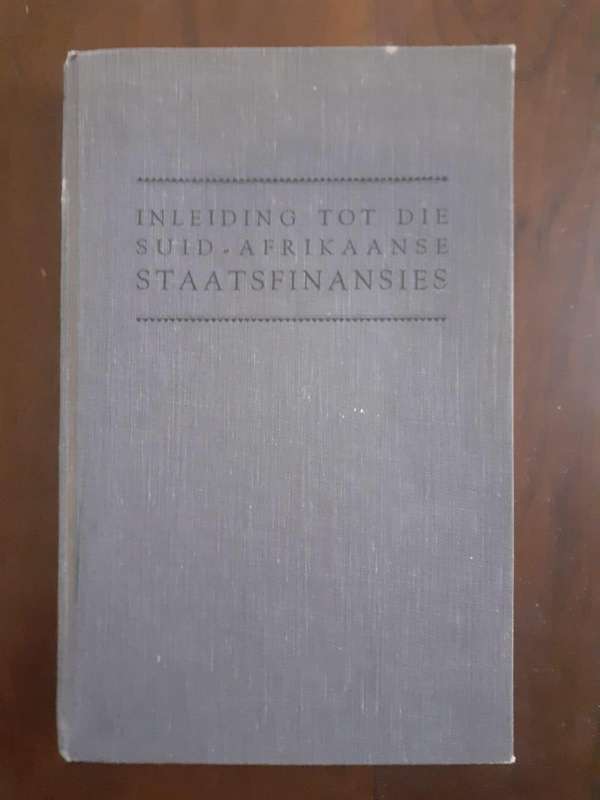 INLEIDING TOT DIE
SUID-AFRIKAANSE
STAATSFINANSIES